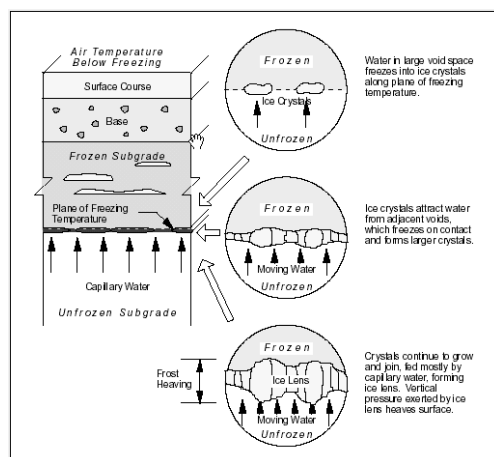 Air Temperature
Below Freezing
Surface Course
Base
Frozen Subgrade
Plane of Freezing
Temperature
Capillary Water
Unfrozen Subgrade
Frozen
Ice Crystals
Unfrozen
Water in large void space
freezes into ice crystals
along plane of freezing
temperature.
Frozen
Moving Water
Unfrozen
Ice crystals attract water
from adjacent voids,
which freezes on contact
and forms larger crystals.
Frost
Heaving
Frozen
Ice Lens
Moving Water
Unfrozen
Crystals continue to grow
and join, fed mostly by
capillary water, forming
ice lens. Vertical
pressure exerted by ice
lens heaves surface.